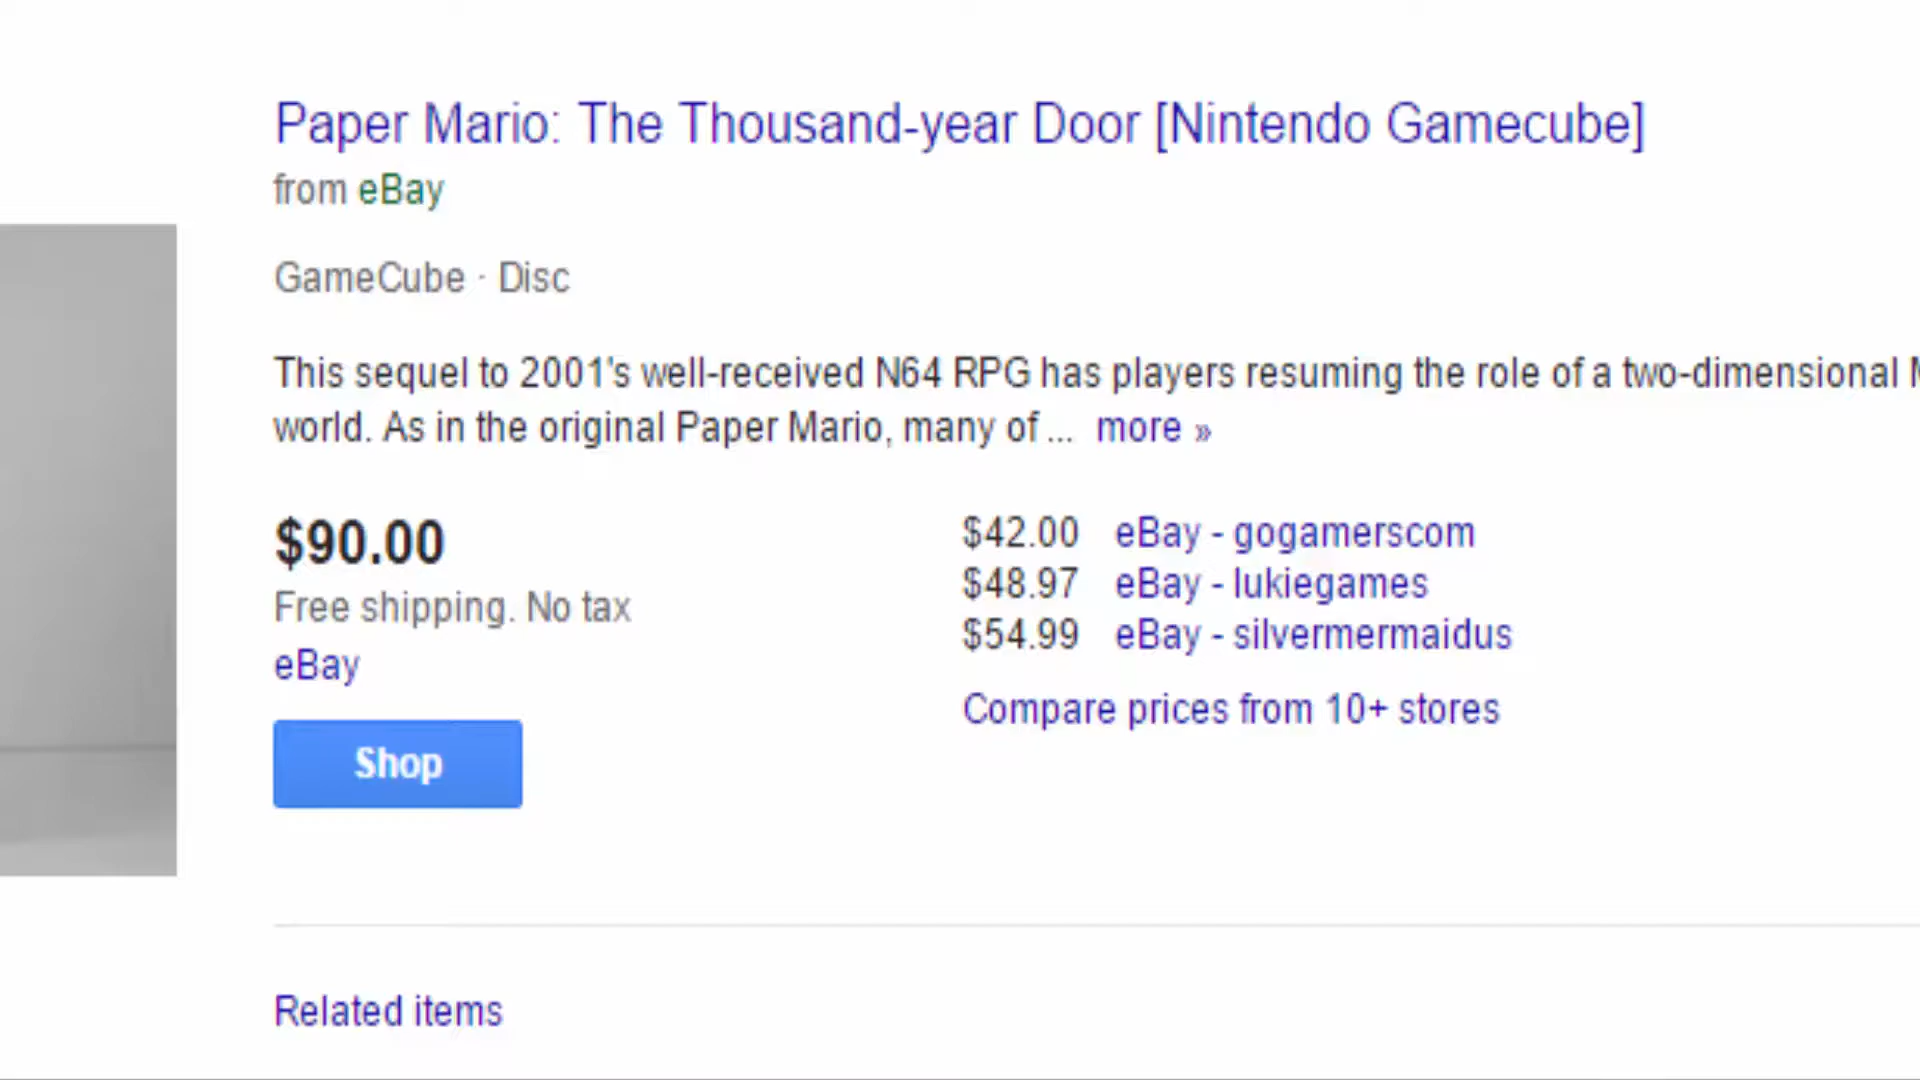 Paper Mario: The Thousand-year Door [Nintendo Gamecube]
from eBay
GameCube · Disc
This sequel to 2001's well-received N64 RPG has players resuming the role of a two-dimensional
world. As in the original Paper Mario, many of ... more »
$90.00
Free shipping. No tax
eBay
Shop
$42.00 eBay - gogamerscom
$48.97 eBay - lukiegames
$54.99 eBay - silvermermaidus
Compare prices from 10+ stores
Related items